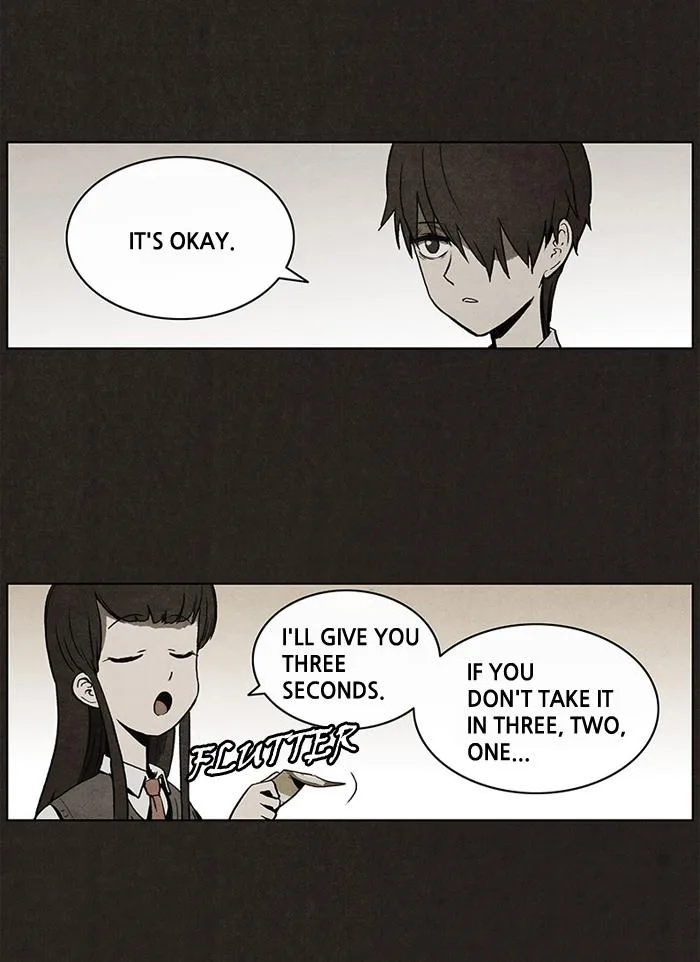 IT'S OKAY.
I'LL GIVE YOU
THREE
SECONDS.
IF YOU
DON'T TAKE IT
IN THREE, TWO,
ONE...
FLUTTER